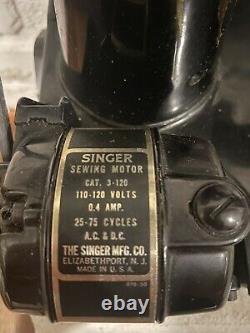 SINGER
SEWING MOTOR
CAT. 3-120
110-120 VOLTS
0.4 AMP.
25-75 CYCLES
A.C. & D.C.
THE SINGER MFG. CO.
ELIZABETHPORT, N. J.
MADE IN U. S. A.
ebay